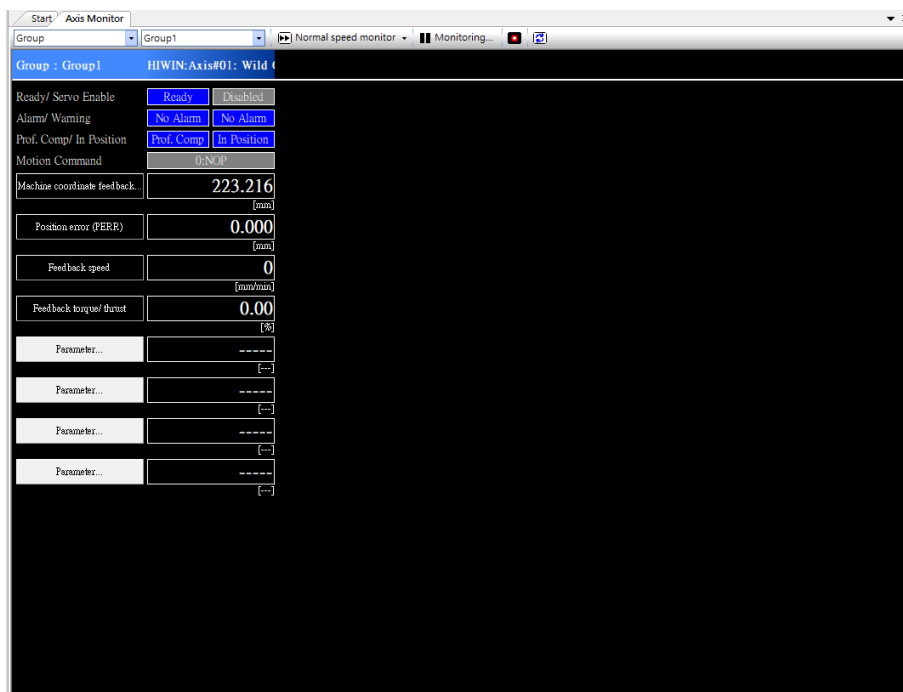 Start Axis Monitor
Group Group1 Normal speed monitor Monitoring...
Group : Group1 HIWIN:Axis#01: Wild
Ready/ Servo Enable Ready Disabled
Alarm/ Warning No Alarm No Alarm
Prof. Comp/ In Position Prof. Comp In Position
Motion Command 0:NOP
Machine coordinate feedback... 223.216
[mm]
Position error (PERR) 0.000
[mm]
Feedback speed 0
[mm/min]
Feedback torque/ thrust 0.00
[%]
Parameter... -----
[---]
Parameter... -----
[---]
Parameter... -----
[---]
Parameter... -----
[---]